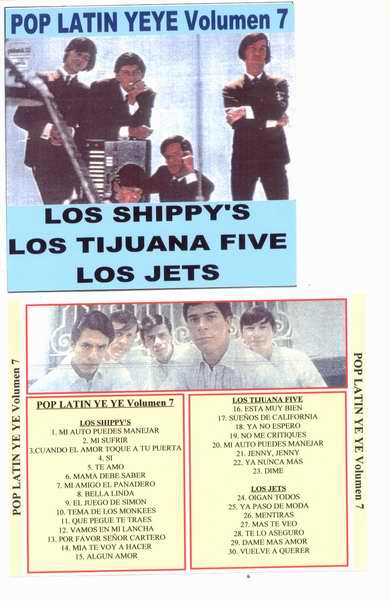 POP LATIN YEYE Volumen 7
LOS SHIPPY'S
LOS TIJUANA FIVE
LOS JETS
POP LATIN YE YE Volumen 7
POP LATIN YE YE Volumen 7
LOS SHIPPY'S
1. MI AUTO PUEDES MANEJAR
2. MI SUFRIR
3.CUANDO EL AMOR TOQUE A TU PUERTA
4. SI
5. TE AMO
6. MAMA DEBE SABER
7. MI AMIGO EL PANADERO
8. BELLA LINDA
9. EL JUEGO DE SIMON
10. TEMA DE LOS MONKEES
11. QUE PEGUE TE TRAES
12. VAMOS EN MI LANCHA
13. POR FAVOR SEÑOR CARTERO
14. MIA TE VOY A HACER
15. ALGUN AMOR
LOS TIJUANA FIVE
16. ESTA MUY BIEN
17. SUEÑOS DE CALIFORNIA
18. YA NO ESPERO
19. NO ME CRITIQUES
20. MI AUTO PUEDES MANEJAR
21. JENNY, JENNY
22. YA NUNCA MAS
23. DIME
LOS JETS
24. OIGAN TODOS
25. YA PASO DE MODA
26. MENTIRAS
27. MAS TE VEO
28. TE LO ASEGURO
29. DAME MAS AMOR
30. VUELVE A QUERER
POP LATIN YE YE Volumen 7